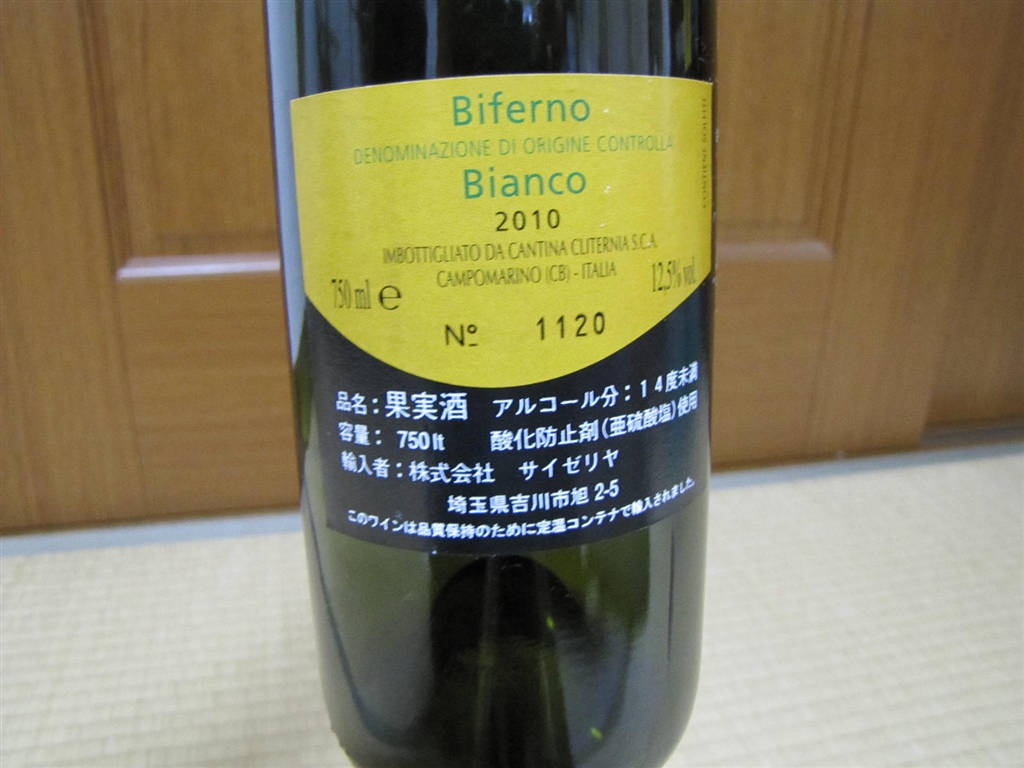 Biferno
DENOMINAZIONE DI ORIGINE CONTROLLA
Bianco
2010
IMBOTTIGLIATO DA CANTINA CLITERNIA S.C.A.
CAMPOMARINO (CB) - ITALIA
750 ml e 12,5% vol
Nº 1120
CONTIENE SOLFITI
品名:果実酒 アルコール分:14度未満
容量: 750lt 酸化防止剤(亜硫酸塩)使用
輸入者:株式会社 サイゼリヤ
埼玉県吉川市旭 2-5
このワインは品質保持のために定温コンテナで輸入されました。